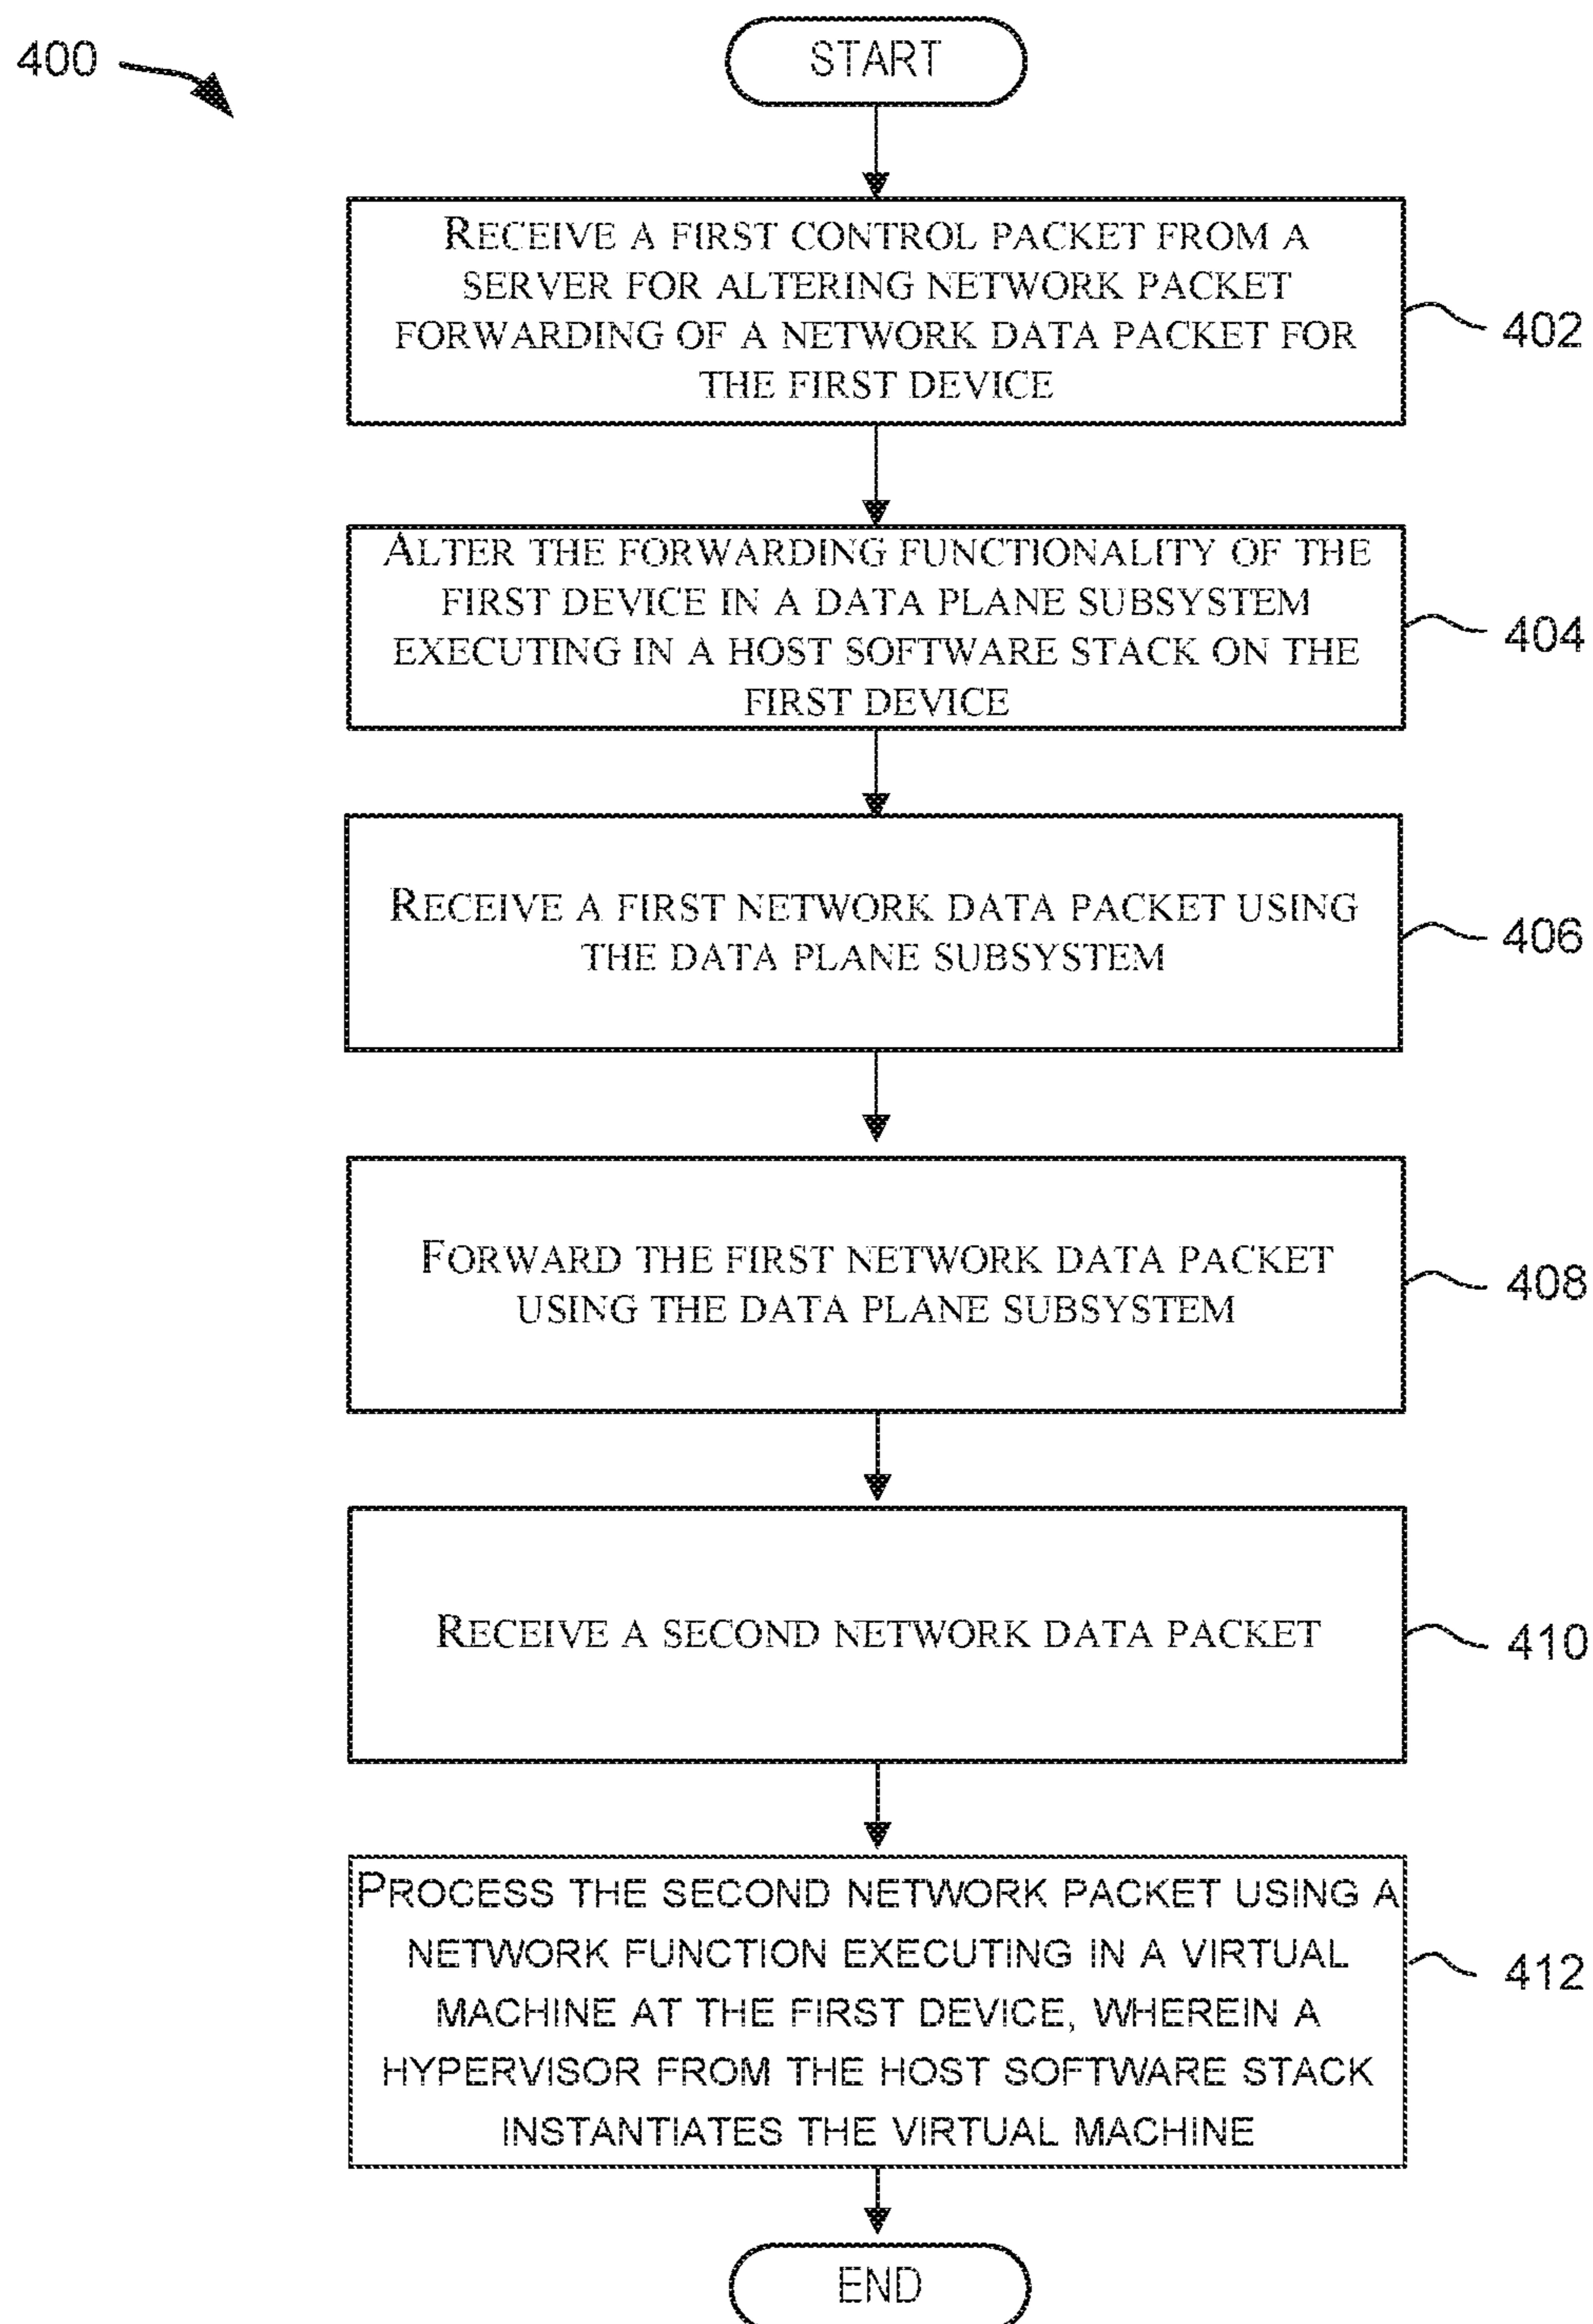 400
START
RECEIVE A FIRST CONTROL PACKET FROM A
SERVER FOR ALTERING NETWORK PACKET
FORWARDING OF A NETWORK DATA PACKET FOR
THE FIRST DEVICE
402
ALTER THE FORWARDING FUNCTIONALITY OF THE
FIRST DEVICE IN A DATA PLANE SUBSYSTEM
EXECUTING IN A HOST SOFTWARE STACK ON THE
FIRST DEVICE
404
RECEIVE A FIRST NETWORK DATA PACKET USING
THE DATA PLANE SUBSYSTEM
406
FORWARD THE FIRST NETWORK DATA PACKET
USING THE DATA PLANE SUBSYSTEM
408
RECEIVE A SECOND NETWORK DATA PACKET
410
PROCESS THE SECOND NETWORK PACKET USING A
NETWORK FUNCTION EXECUTING IN A VIRTUAL
MACHINE AT THE FIRST DEVICE, WHEREIN A
HYPERVISOR FROM THE HOST SOFTWARE STACK
INSTANTIATES THE VIRTUAL MACHINE
412
END